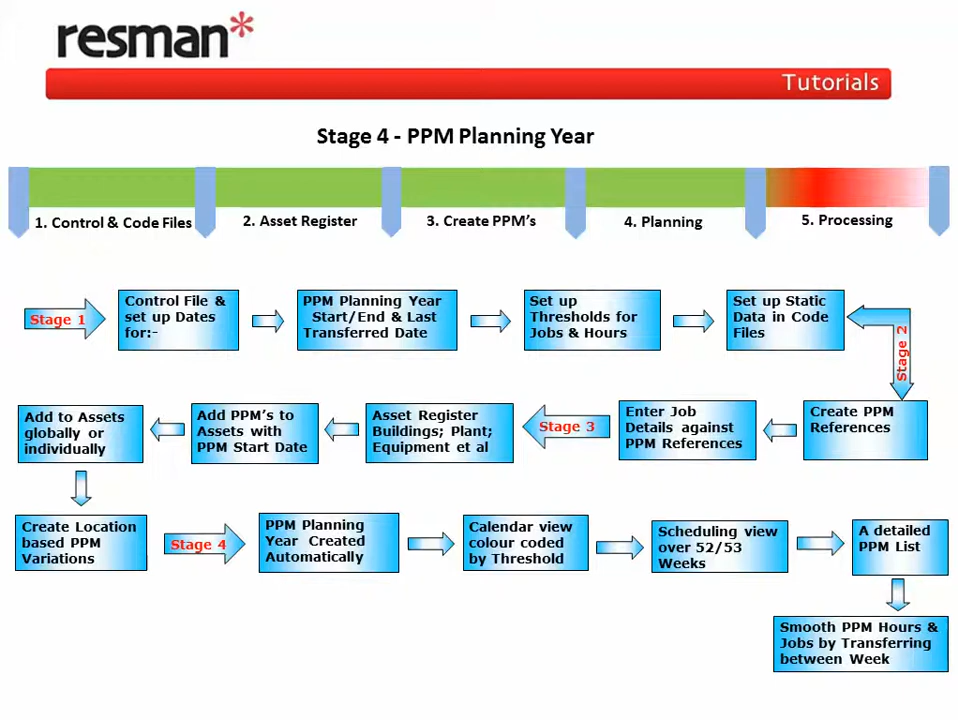 resman*
Tutorials
Stage 4 - PPM Planning Year
1. Control & Code Files
2. Asset Register
3. Create PPM's
4. Planning
5. Processing
Stage 1
Control File &
set up Dates
for:-
PPM Planning Year
Start/End & Last
Transferred Date
Set up
Thresholds for
Jobs & Hours
Set up Static
Data in Code
Files
Stage 2
Create PPM
References
Enter Job
Details against
PPM References
Stage 3
Asset Register
Buildings; Plant;
Equipment et al
Add PPM's to
Assets with
PPM Start Date
Add to Assets
globally or
individually
Create Location
based PPM
Variations
Stage 4
PPM Planning
Year Created
Automatically
Calendar view
colour coded
by Threshold
Scheduling view
over 52/53
Weeks
A detailed
PPM List
Smooth PPM Hours &
Jobs by Transferring
between Week